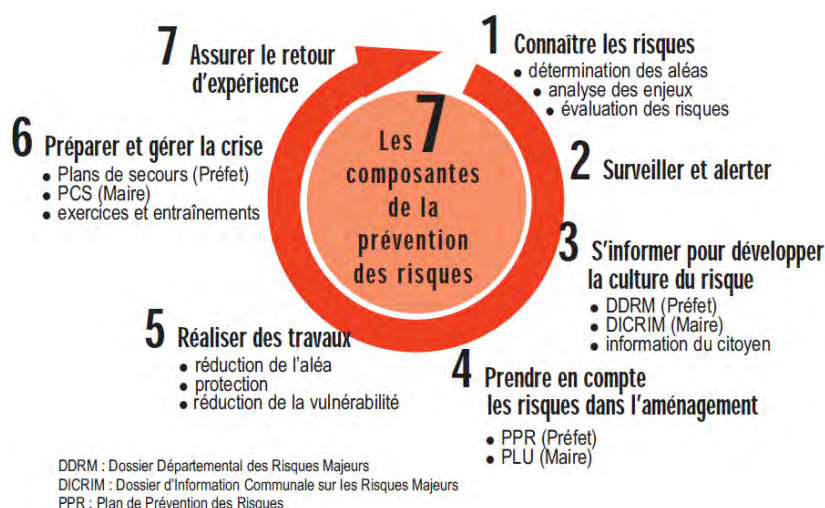 Les 7
composantes
de la
prévention
des risques
1 Connaître les risques
• détermination des aléas
• analyse des enjeux
• évaluation des risques
2 Surveiller et alerter
3 S'informer pour développer
la culture du risque
• DDRM (Préfet)
• DICRIM (Maire)
• information du citoyen
4 Prendre en compte
les risques dans l'aménagement
• PPR (Préfet)
• PLU (Maire)
5 Réaliser des travaux
• réduction de l'aléa
• protection
• réduction de la vulnérabilité
6 Préparer et gérer la crise
• Plans de secours (Préfet)
• PCS (Maire)
• exercices et entraînements
7 Assurer le retour
d'expérience
DDRM : Dossier Départemental des Risques Majeurs
DICRIM : Dossier d'Information Communale sur les Risques Majeurs
PPR : Plan de Prévention des Risques